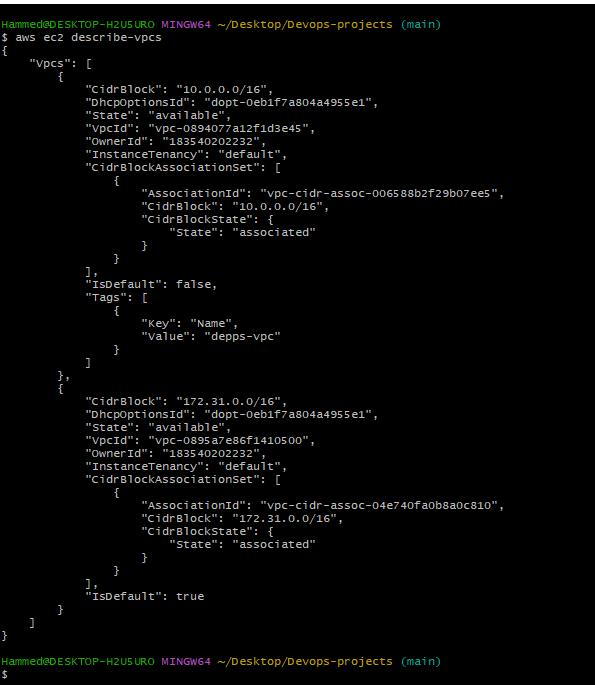 Hammed@DESKTOP-H2U5URO MINGW64 ~/Desktop/Devops-projects (main)
$ aws ec2 describe-vpcs
{
    "Vpcs": [
        {
            "CidrBlock": "10.0.0.0/16",
            "DhcpOptionsId": "dopt-0eb1f7a804a4955e1",
            "State": "available",
            "VpcId": "vpc-0894077a12f1d3e45",
            "OwnerId": "183540202232",
            "InstanceTenancy": "default",
            "CidrBlockAssociationSet": [
                {
                    "AssociationId": "vpc-cidr-assoc-006588b2f29b07ee5",
                    "CidrBlock": "10.0.0.0/16",
                    "CidrBlockState": {
                        "State": "associated"
                    }
                }
            ],
            "IsDefault": false,
            "Tags": [
                {
                    "Key": "Name",
                    "Value": "depps-vpc"
                }
            ]
        },
        {
            "CidrBlock": "172.31.0.0/16",
            "DhcpOptionsId": "dopt-0eb1f7a804a4955e1",
            "State": "available",
            "VpcId": "vpc-0895a7e86f1410500",
            "OwnerId": "183540202232",
            "InstanceTenancy": "default",
            "CidrBlockAssociationSet": [
                {
                    "AssociationId": "vpc-cidr-assoc-04e740fa0b8a0c810",
                    "CidrBlock": "172.31.0.0/16",
                    "CidrBlockState": {
                        "State": "associated"
                    }
                }
            ],
            "IsDefault": true
        }
    ]
}
Hammed@DESKTOP-H2U5URO MINGW64 ~/Desktop/Devops-projects (main)
$